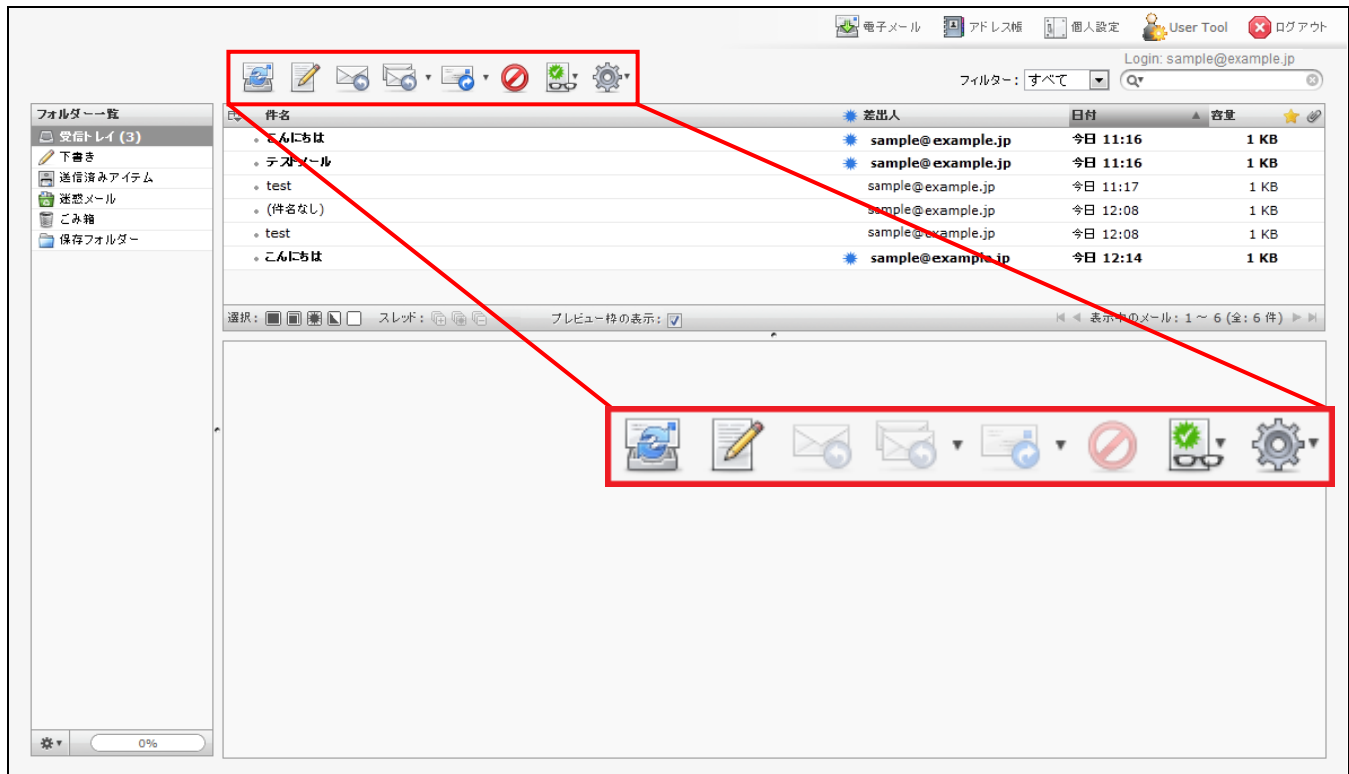 電子メール アドレス帳 個人設定 User Tool ログアウト
Login: sample@example.jp
フィルター: すべて
フォルダー一覧
受信トレイ (3)
下書き
送信済みアイテム
迷惑メール
ごみ箱
保存フォルダー
件名 差出人 日付 容量
こんにちは sample@example.jp 今日 11:16 1 KB
テストメール sample@example.jp 今日 11:16 1 KB
test sample@example.jp 今日 11:17 1 KB
(件名なし) sample@example.jp 今日 12:08 1 KB
test sample@example.jp 今日 12:08 1 KB
こんにちは sample@example.jp 今日 12:14 1 KB
選択: スレッド: プレビュー枠の表示: 表示中のメール: 1 ~ 6 (全: 6 件)
0%